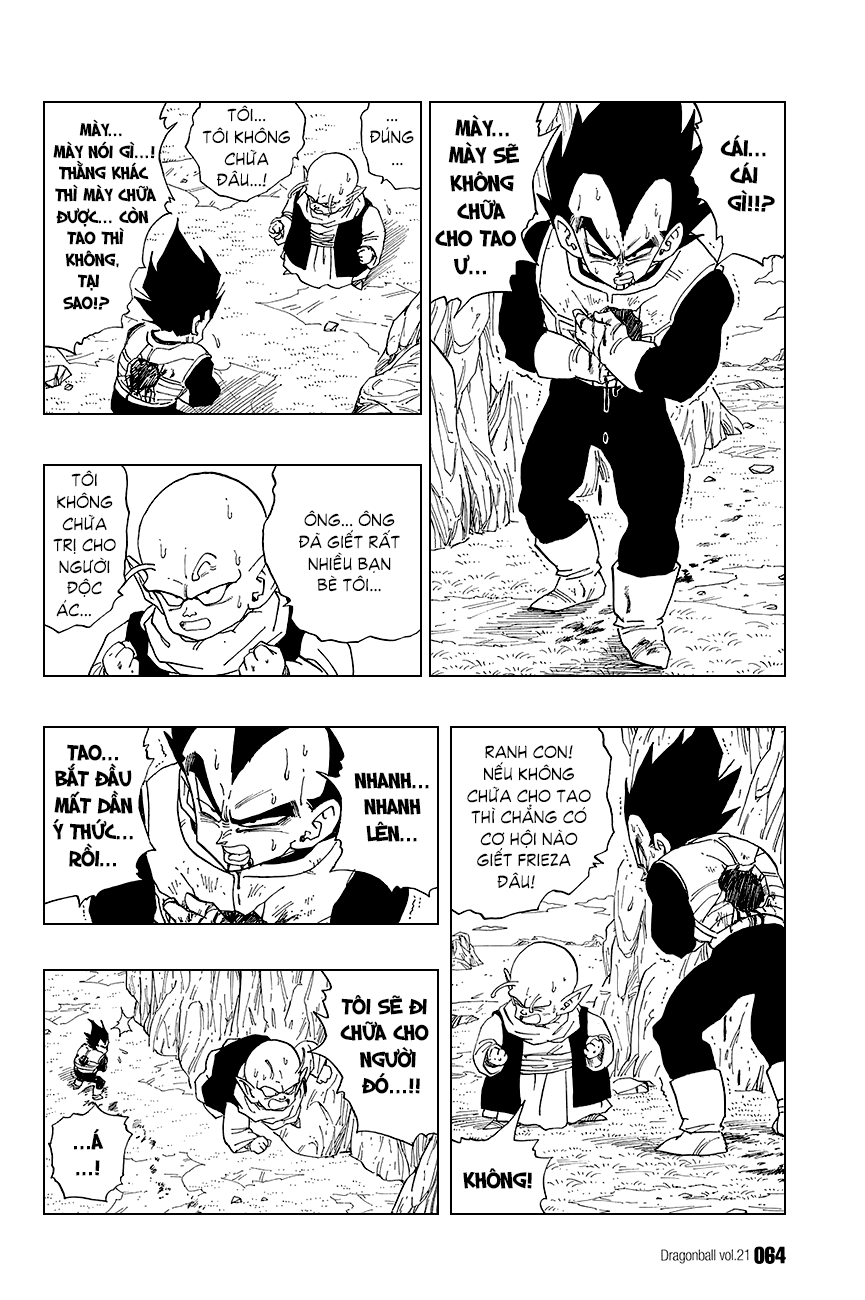 CÁI...
CÁI
GÌ!!?
MÀY...
MÀY SẼ
KHÔNG
CHỮA
CHO TAO
Ư...
...
ĐÚNG
...
TÔI...
TÔI KHÔNG
CHỮA
ĐÂU...!
MÀY...
MÀY NÓI GÌ...!
THẰNG KHÁC
THÌ MÀY CHỮA
ĐƯỢC... CÒN
TAO THÌ
KHÔNG,
TẠI
SAO!?
ÔNG... ÔNG
ĐÃ GIẾT RẤT
NHIỀU BẠN
BÈ TÔI...
TÔI
KHÔNG
CHỮA
TRỊ CHO
NGƯỜI
ĐỘC
ÁC...
RANH CON!
NẾU KHÔNG
CHỮA CHO TAO
THÌ CHẲNG CÓ
CƠ HỘI NÀO
GIẾT FRIEZA
ĐÂU!
KHÔNG!
NHANH...
NHANH
LÊN...
TAO...
BẮT ĐẦU
MẤT DẦN
Ý THỨC...
RỒI...
TÔI SẼ ĐI
CHỮA CHO
NGƯỜI
ĐÓ...!!
...Á
...!
Dragonball vol.21 064